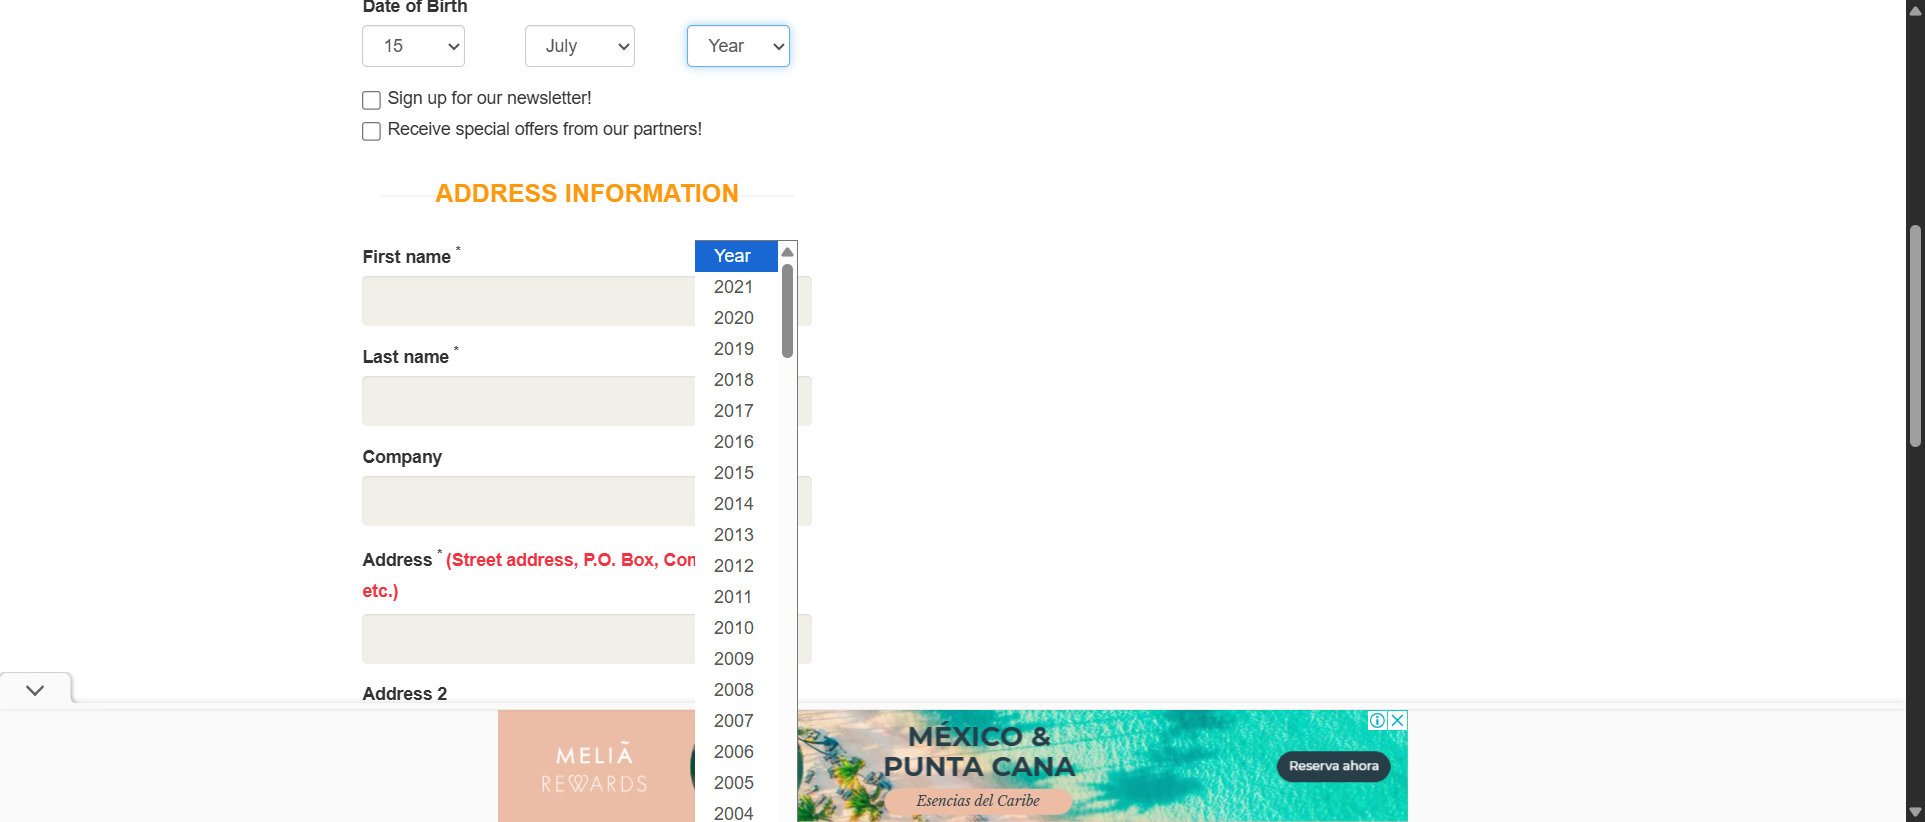 Date of Birth
15
July
Year
Sign up for our newsletter!
Receive special offers from our partners!
ADDRESS INFORMATION
First name *
Last name *
Company
Address * (Street address, P.O. Box, Con
etc.)
Address 2
Year
2021
2020
2019
2018
2017
2016
2015
2014
2013
2012
2011
2010
2009
2008
2007
2006
2005
2004
MELIÃ
REWARDS
MÉXICO &
PUNTA CANA
Esencias del Caribe
Reserva ahora